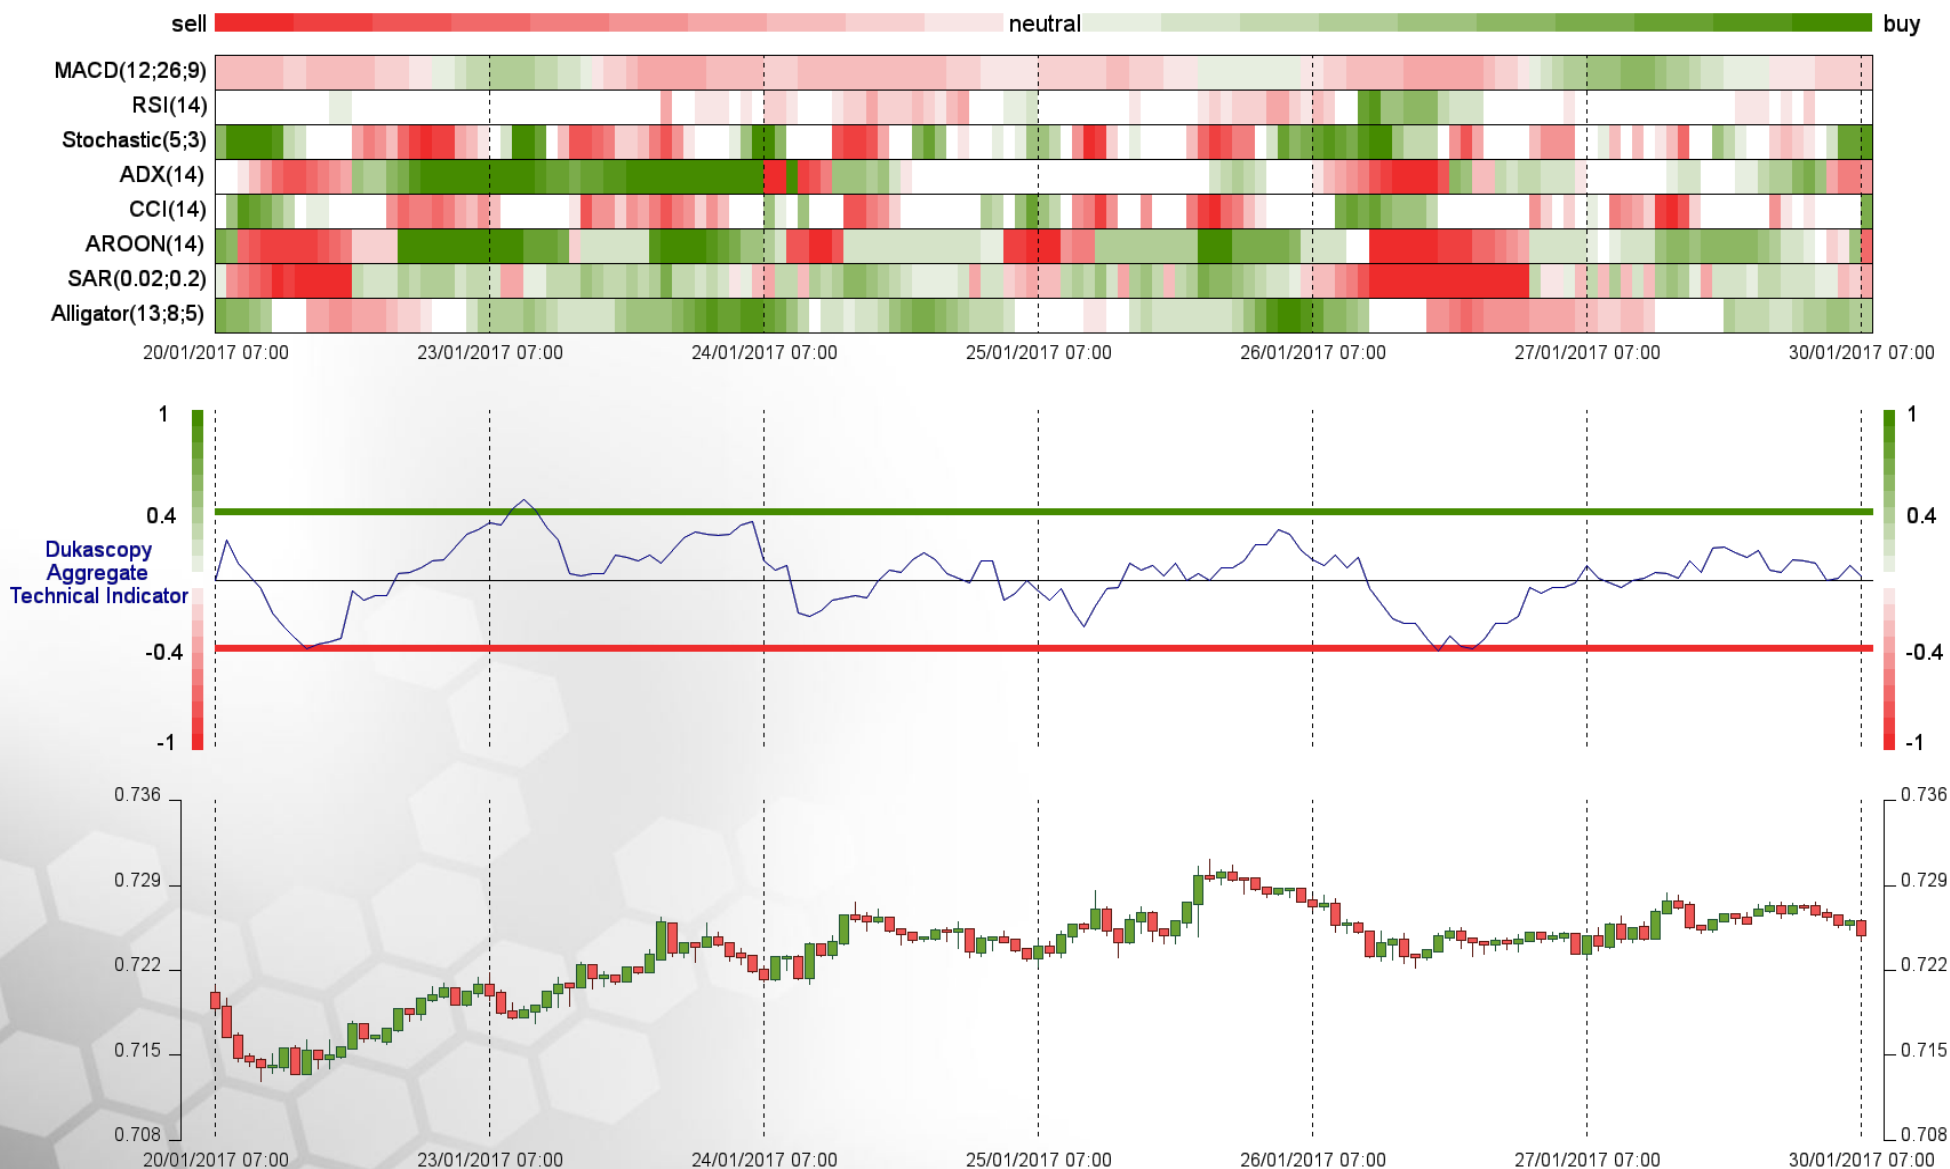 sell neutral buy
MACD(12;26;9)
RSI(14)
Stochastic(5;3)
ADX(14)
CCI(14)
AROON(14)
SAR(0.02;0.2)
Alligator(13;8;5)
20/01/2017 07:00 23/01/2017 07:00 24/01/2017 07:00 25/01/2017 07:00 26/01/2017 07:00 27/01/2017 07:00 30/01/2017 07:00
1 1
0.4 0.4
Dukascopy
Aggregate
Technical Indicator
-0.4 -0.4
-1 -1
0.736 0.736
0.729 0.729
0.722 0.722
0.715 0.715
0.708 0.708
20/01/2017 07:00 23/01/2017 07:00 24/01/2017 07:00 25/01/2017 07:00 26/01/2017 07:00 27/01/2017 07:00 30/01/2017 07:00